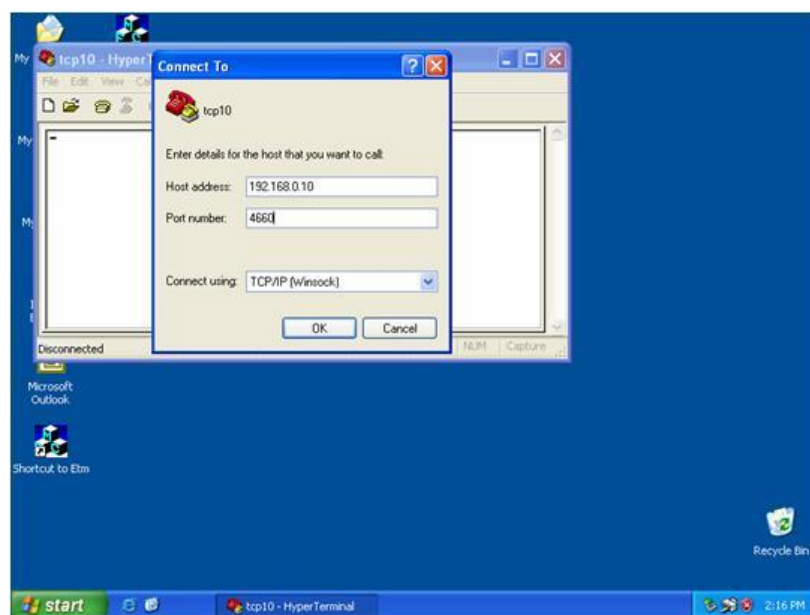 My
tcp10 - HyperT
Connect To
File Edit View Cal
tcp10
My
Enter details for the host that you want to call:
Host address: 192.168.0.10
Port number: 4660
My
Connect using: TCP/IP (Winsock)
OK Cancel
Disconnected
NUM Capture
Microsoft
Outlook
Shortcut to Etm
Recycle Bin
start
tcp10 - HyperTerminal
2:16 PM